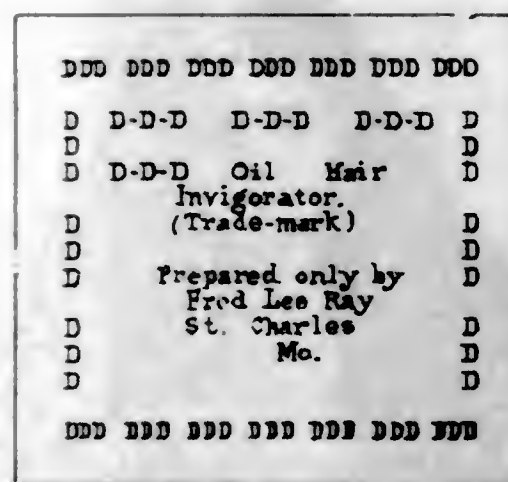 DDD DDD DDD DDD DDD DDD DDD
D D-D-D D-D-D D-D-D D
D D
D D-D-D Oil Hair D
Invigorator.
D (Trade-mark) D
D D
D Prepared only by D
Fred Lee Ray
D St. Charles D
D Mo. D
D D
DDD DDD DDD DDD DDD DDD DDD